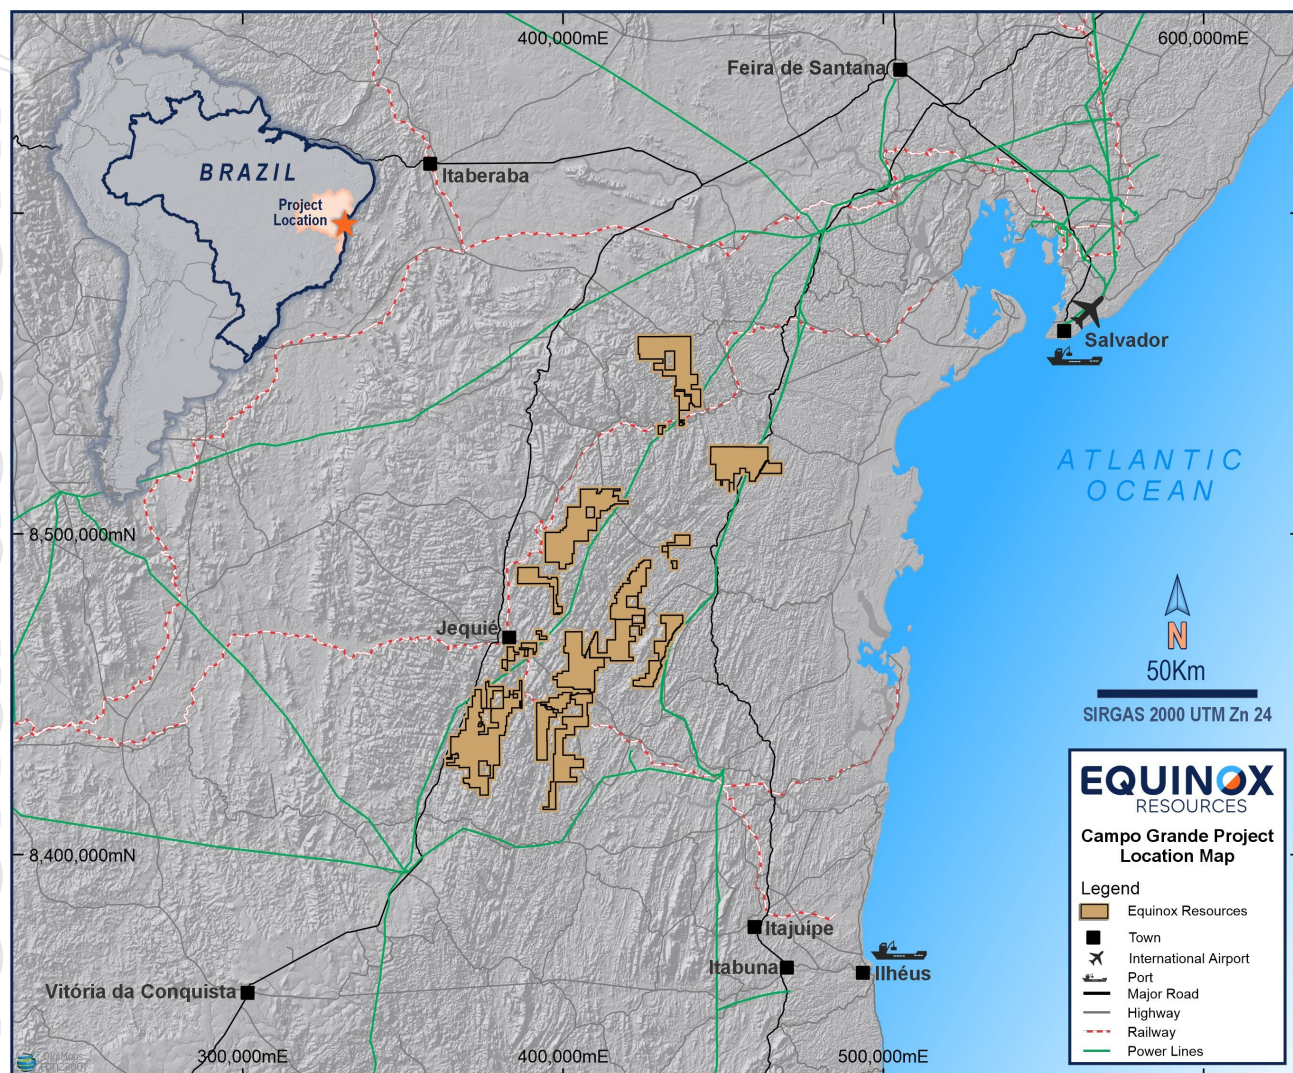 400,000mE
600,000mE
Feira de Santana
Itaberaba
BRAZIL
Project
Location
Salvador
ATLANTIC
OCEAN
8,500,000mN
Jequié
N
50Km
SIRGAS 2000 UTM Zn 24
EQUINOX
RESOURCES
Campo Grande Project
Location Map
Legend
Equinox Resources
Town
International Airport
Port
Major Road
Highway
Railway
Power Lines
8,400,000mN
Itajuípe
Itabuna
Ilhéus
Vitória da Conquista
300,000mE
400,000mE
500,000mE